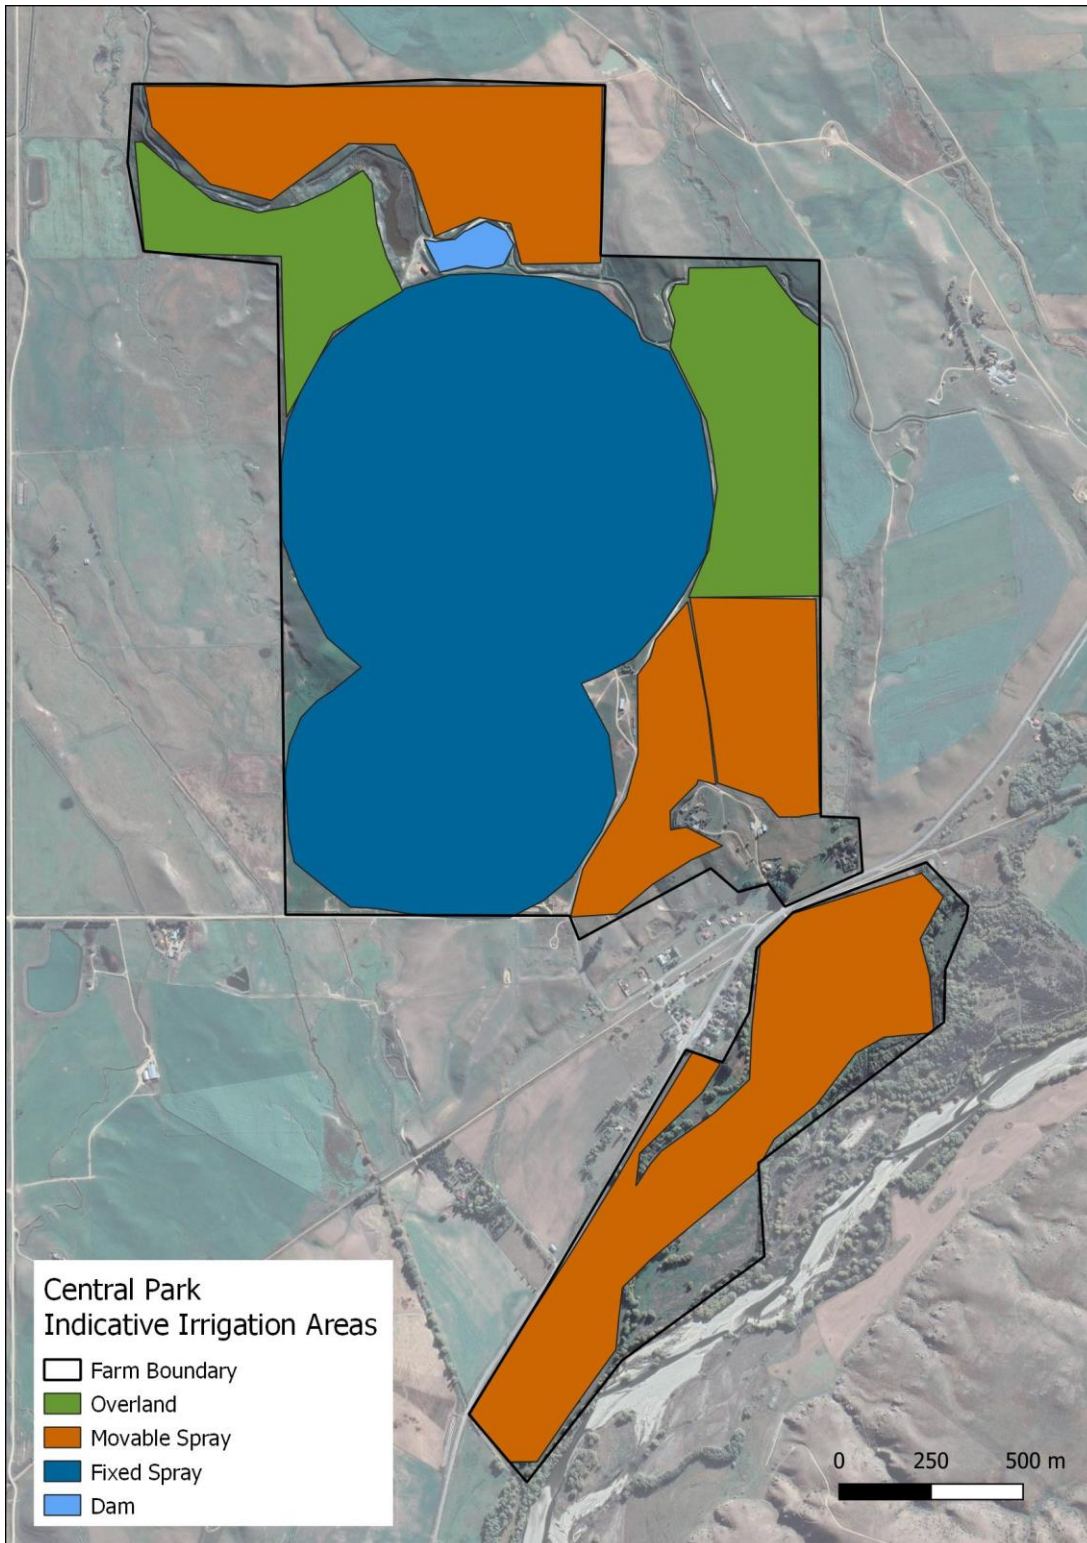 Central Park
Indicative Irrigation Areas
Farm Boundary
Overland
Movable Spray
Fixed Spray
Dam
0 250 500 m